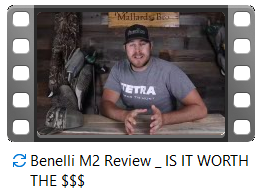 "Mallard Bay
TETRA
Benelli M2 Review _ IS IT WORTH
THE $$$